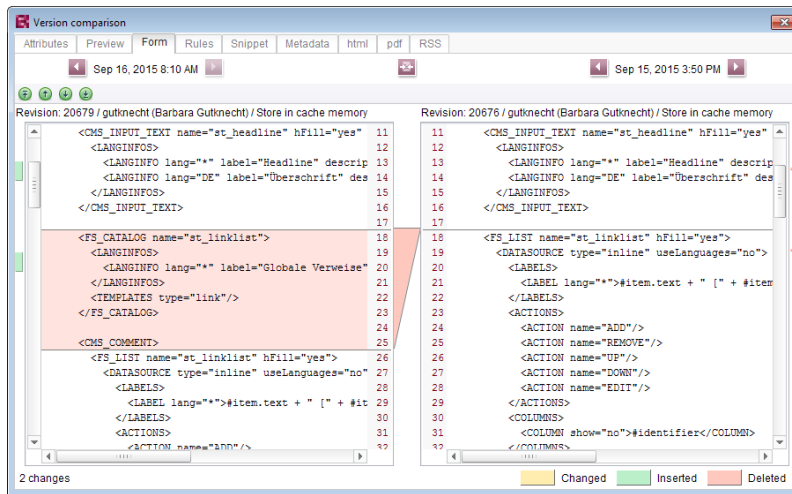 Version comparison
Attributes Preview Form Rules Snippet Metadata html pdf RSS
Sep 16, 2015 8:10 AM
Sep 15, 2015 3:50 PM
Revision: 20679 / gutknecht (Barbara Gutknecht) / Store in cache memory
<CMS_INPUT_TEXT name="st_headline" hFill="yes" 11
<LANGINFOS> 12
<LANGINFO lang="*" label="Headline" descrip 13
<LANGINFO lang="DE" label="Überschrift" des 14
</LANGINFOS> 15
</CMS_INPUT_TEXT> 16
17
<FS_CATALOG name="st_linklist"> 18
<LANGINFOS> 19
<LANGINFO lang="*" label="Globale Verweise" 20
</LANGINFOS> 21
<TEMPLATES type="link"/> 22
</FS_CATALOG> 23
24
<CMS_COMMENT> 25
<FS_LIST name="st_linklist" hFill="yes"> 26
<DATASOURCE type="inline" useLanguages="no" 27
<LABELS> 28
<LABEL lang="*">#item.text + " [" + #it 29
</LABELS> 30
<ACTIONS> 31
<ACTION name="ADD"/> 32
Revision: 20676 / gutknecht (Barbara Gutknecht) / Store in cache memory
11 <CMS_INPUT_TEXT name="st_headline" hFill="yes"
12 <LANGINFOS>
13 <LANGINFO lang="*" label="Headline" descrip
14 <LANGINFO lang="DE" label="Überschrift" des
15 </LANGINFOS>
16 </CMS_INPUT_TEXT>
17
18 <FS_LIST name="st_linklist" hFill="yes">
19 <DATASOURCE type="inline" useLanguages="no">
20 <LABELS>
21 <LABEL lang="*">#item.text + " [" + #item
22 </LABELS>
23 <ACTIONS>
24 <ACTION name="ADD"/>
25 <ACTION name="REMOVE"/>
26 <ACTION name="UP"/>
27 <ACTION name="DOWN"/>
28 <ACTION name="EDIT"/>
29 </ACTIONS>
30 <COLUMNS>
31 <COLUMN show="no">#identifier</COLUMN>
32 </COLUMNS>
2 changes
Changed Inserted Deleted